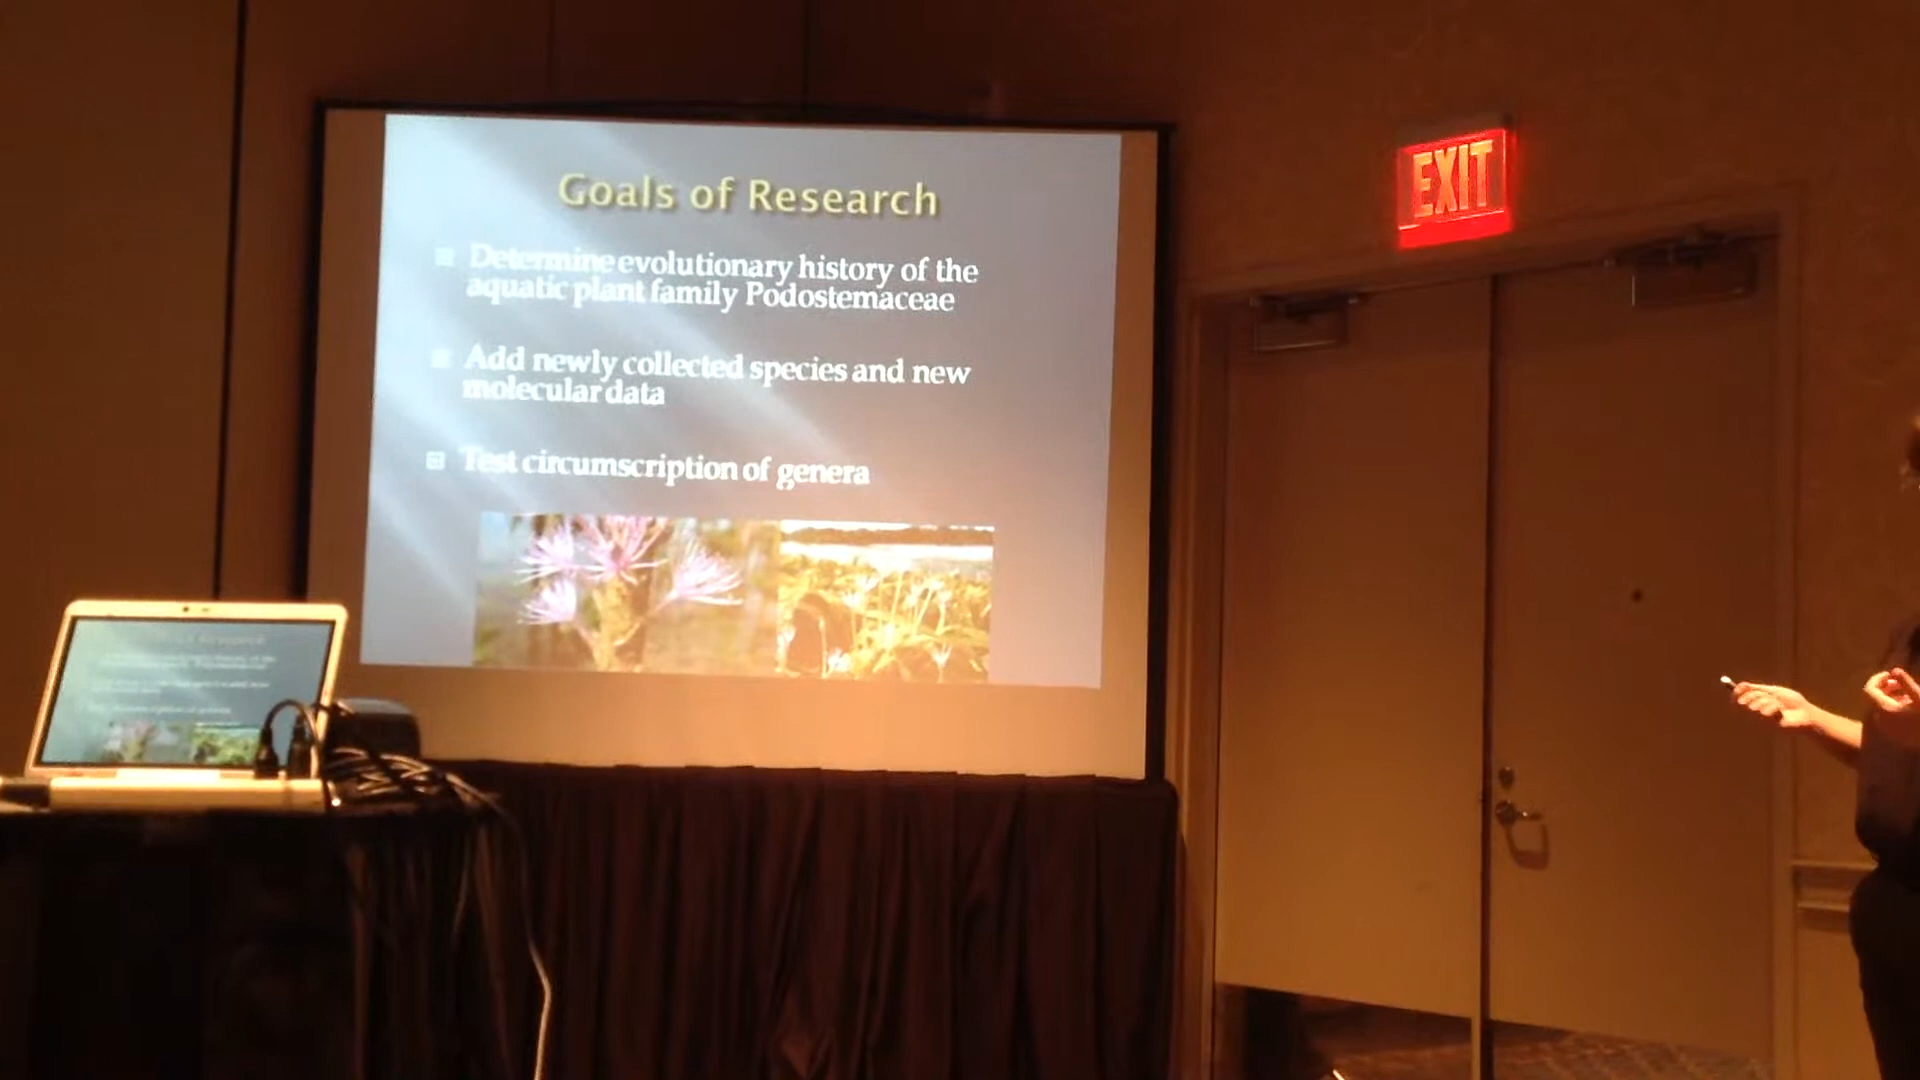 Goals of Research
Determine evolutionary history of the
aquatic plant family Podostemaceae
Add newly collected species and new
molecular data
Test circumscription of genera
EXIT